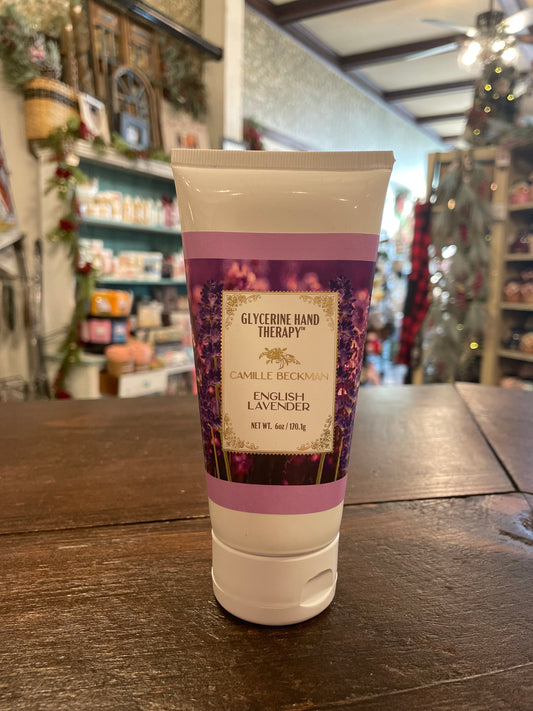 GLYCERINE HAND
THERAPY™
CAMILLE BECKMAN
ENGLISH
LAVENDER
NET WT. 6oz / 170.1g